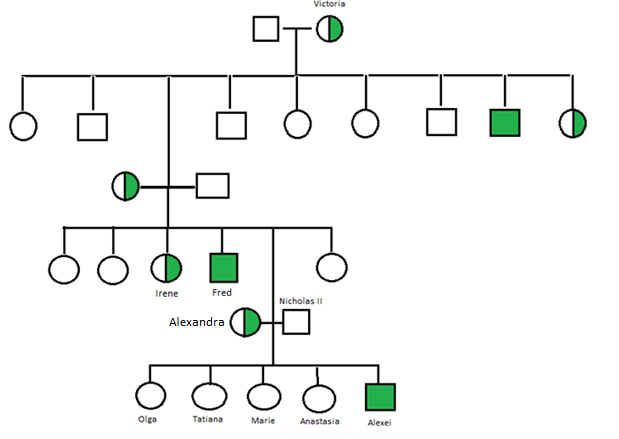 Victoria
Irene
Fred
Nicholas II
Alexandra
Olga
Tatiana
Marie
Anastasia
Alexei